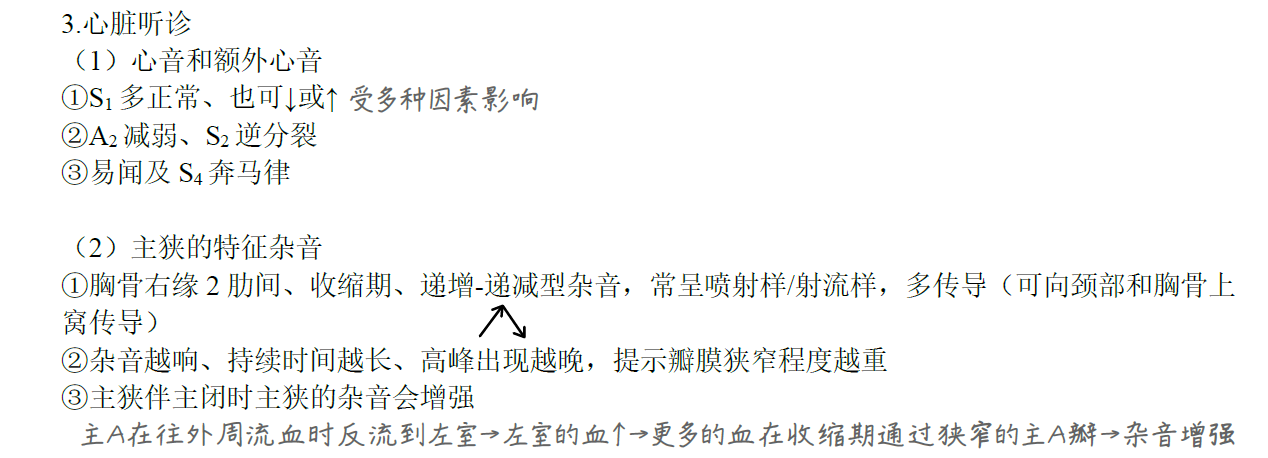 3.心脏听诊
（1）心音和额外心音
①S₁多正常、也可↓或↑ 受多种因素影响
②A₂减弱、S₂逆分裂
③易闻及S₄奔马律
（2）主狭的特征杂音
①胸骨右缘2肋间、收缩期、递增-递减型杂音，常呈喷射样/射流样，多传导（可向颈部和胸骨上
窝传导）
②杂音越响、持续时间越长、高峰出现越晚，提示瓣膜狭窄程度越重
③主狭伴主闭时主狭的杂音会增强
主A在往外周流血时反流到左室→左室的血↑→更多的血在收缩期通过狭窄的主A瓣→杂音增强